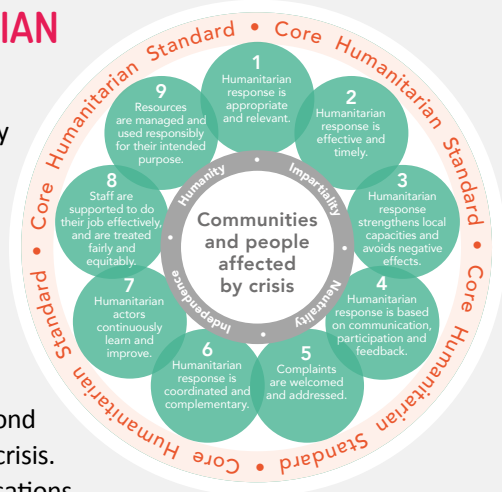 IAN
y
ond
crisis.
Core Humanitarian Standard • Core Humanitarian Standard • Core Humanitarian Standard • Core Humanitarian Standard •
1
Humanitarian
response is
appropriate
and relevant.
2
Humanitarian
response is
effective and
timely.
3
Humanitarian
response
strengthens local
capacities and
avoids negative
effects.
4
Humanitarian
response is based
on communication,
participation and
feedback.
5
Complaints
are welcomed
and addressed.
6
Humanitarian
response is
coordinated and
complementary.
7
Humanitarian
actors
continuously
learn and
improve.
8
Staff are
supported to do
their job effectively,
and are treated
fairly and
equitably.
9
Resources
are managed and
used responsibly
for their intended
purpose.
Humanity • Impartiality • Neutrality • Independence •
Communities
and people
affected
by crisis